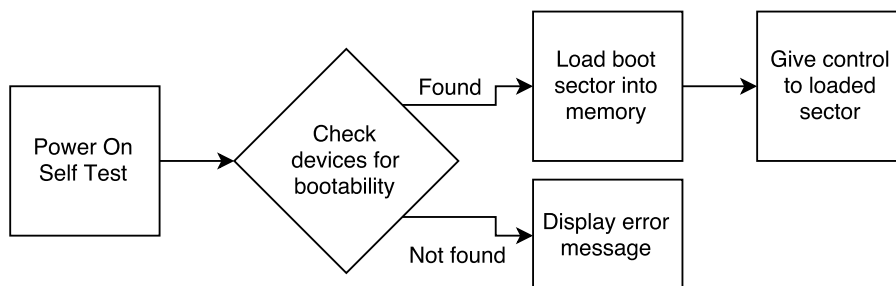 Power On
Self Test
Check
devices for
bootability
Found
Load boot
sector into
memory
Give control
to loaded
sector
Not found
Display error
message